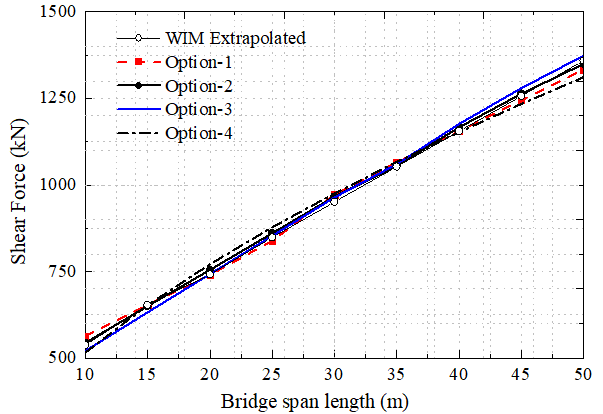 1500
WIM Extrapolated
Option-1
Option-2
Option-3
Option-4
1250
1000
750
500
Shear Force (kN)
10 15 20 25 30 35 40 45 50
Bridge span length (m)